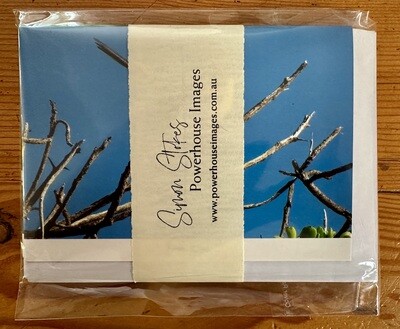 Simon Stokes
Powerhouse Images
www.powerhouseimages.com.au